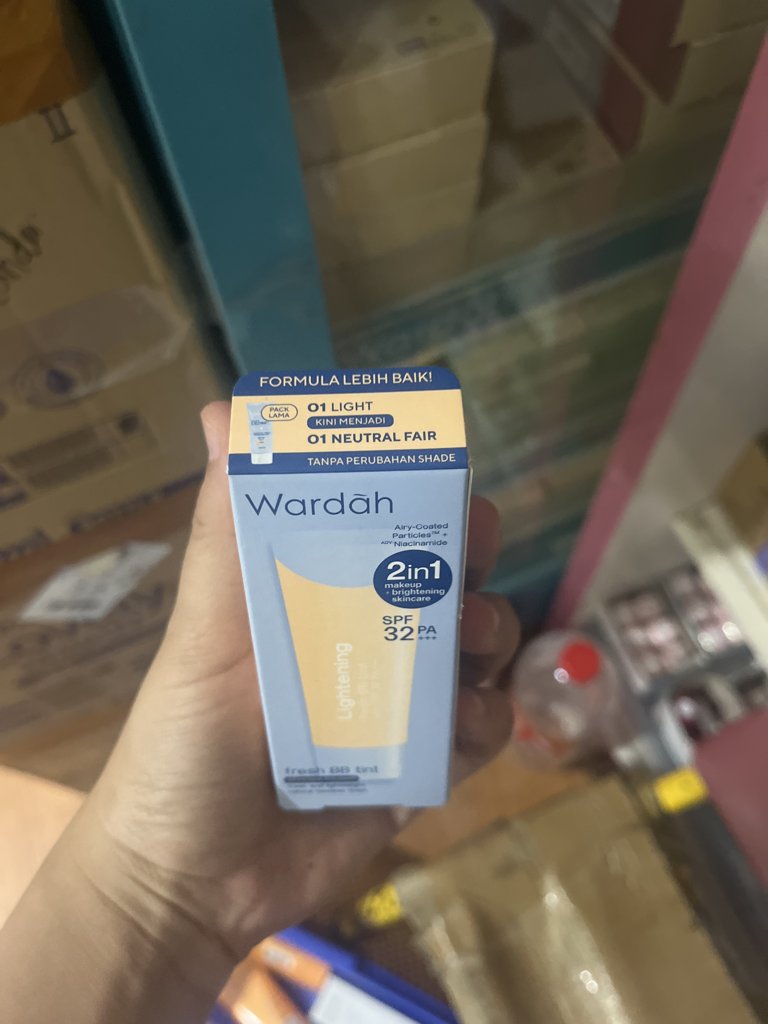 FORMULA LEBIH BAIK!
PACK LAMA
01 LIGHT
KINI MENJADI
01 NEUTRAL FAIR
TANPA PERUBAHAN SHADE
Wardah
Airy-Coated
Particles™ +
ADV Niacinamide
2in1
makeup
+ brightening
skincare
SPF
32 PA
+++
Lightening
fresh BB tint